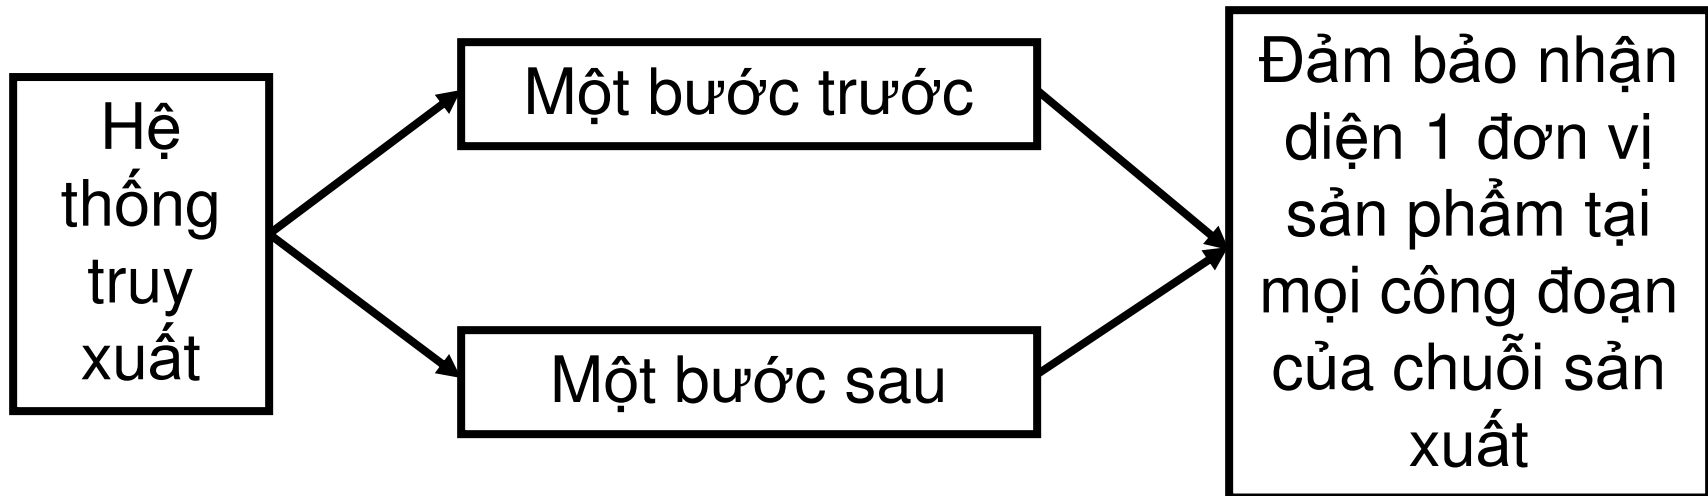 Hệ
thống
truy
xuất
Một bước trước
Một bước sau
Đảm bảo nhận
diện 1 đơn vị
sản phẩm tại
mọi công đoạn
của chuỗi sản
xuất